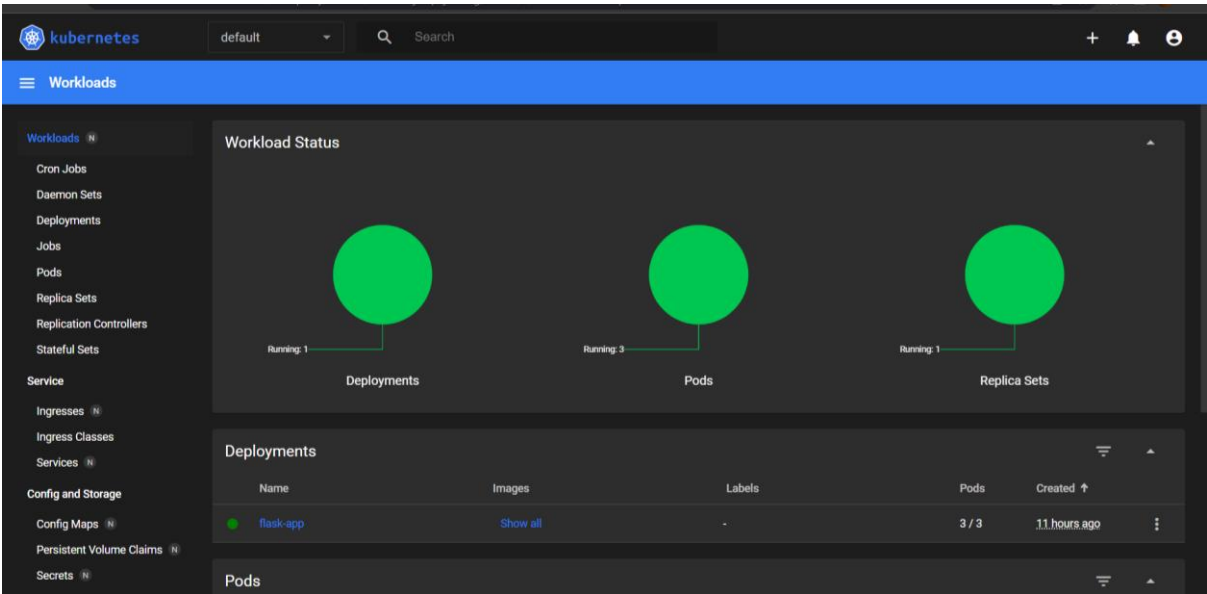 kubernetes
default
Search
Workloads
Workloads N
Cron Jobs
Daemon Sets
Deployments
Jobs
Pods
Replica Sets
Replication Controllers
Stateful Sets
Service
Ingresses N
Ingress Classes
Services N
Config and Storage
Config Maps N
Persistent Volume Claims N
Secrets N
Workload Status
Running: 1
Deployments
Running: 3
Pods
Running: 1
Replica Sets
Deployments
Name Images Labels Pods Created ↑
flask-app Show all - 3 / 3 11 hours ago
Pods